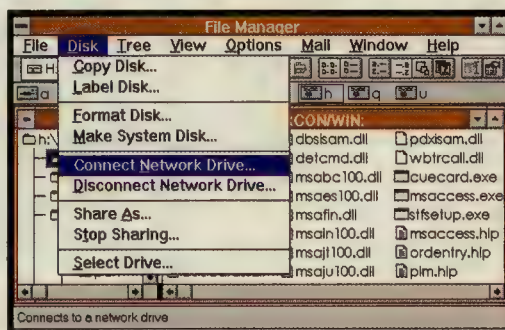 File Manager
File Disk Tree View Options Mail Window Help
H:
a h q u
Copy Disk...
Label Disk...
Format Disk...
Make System Disk...
Connect Network Drive...
Disconnect Network Drive...
Share As...
Stop Sharing...
Select Drive...
:CON/WIN:
h:\
dbsisam.dll pdxisam.dll
detcmd.dll wbtrcall.dll
msabc100.dll cuecard.exe
msaes100.dll msaccess.exe
msafin.dll stfsetup.exe
msain100.dll msaccess.hlp
msajt100.dll ordentry.hlp
msaju100.dll pim.hlp
Connects to a network drive